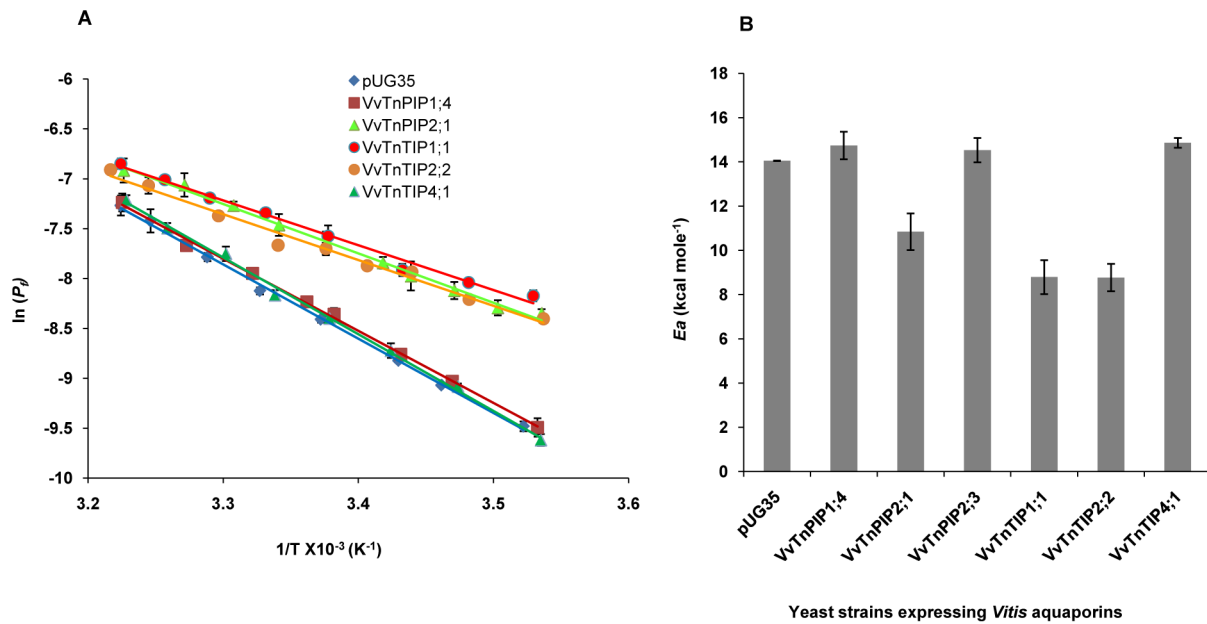 A
-6
-6.5
-7
-7.5
-8
-8.5
-9
-9.5
-10
ln (Pf)
3.2
3.3
3.4
3.5
3.6
1/T X10-3 (K-1)
pUG35
VvTnPIP1;4
VvTnPIP2;1
VvTnTIP1;1
VvTnTIP2;2
VvTnTIP4;1
B
18
16
14
12
10
8
6
4
2
0
Ea (kcal mole-1)
pUG35
VvTnPIP1;4
VvTnPIP2;1
VvTnPIP2;3
VvTnTIP1;1
VvTnTIP2;2
VvTnTIP4;1
Yeast strains expressing Vitis aquaporins